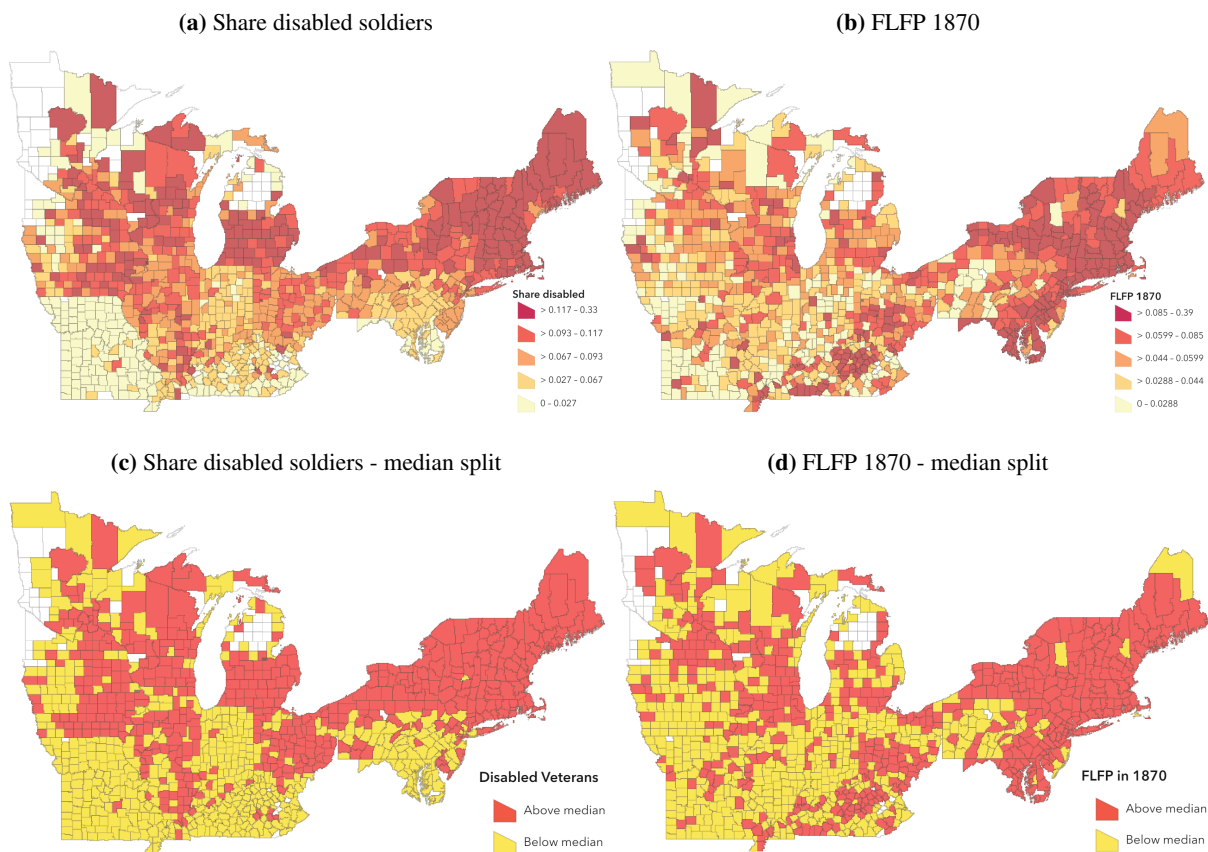 (a) Share disabled soldiers
(b) FLFP 1870
Share disabled
> 0.117 - 0.33
> 0.093 - 0.117
> 0.067 - 0.093
> 0.027 - 0.067
0 - 0.027
FLFP 1870
> 0.085 - 0.39
> 0.0599 - 0.085
> 0.044 - 0.0599
> 0.0288 - 0.044
0 - 0.0288
(c) Share disabled soldiers - median split
(d) FLFP 1870 - median split
Disabled Veterans
Above median
Below median
FLFP in 1870
Above median
Below median